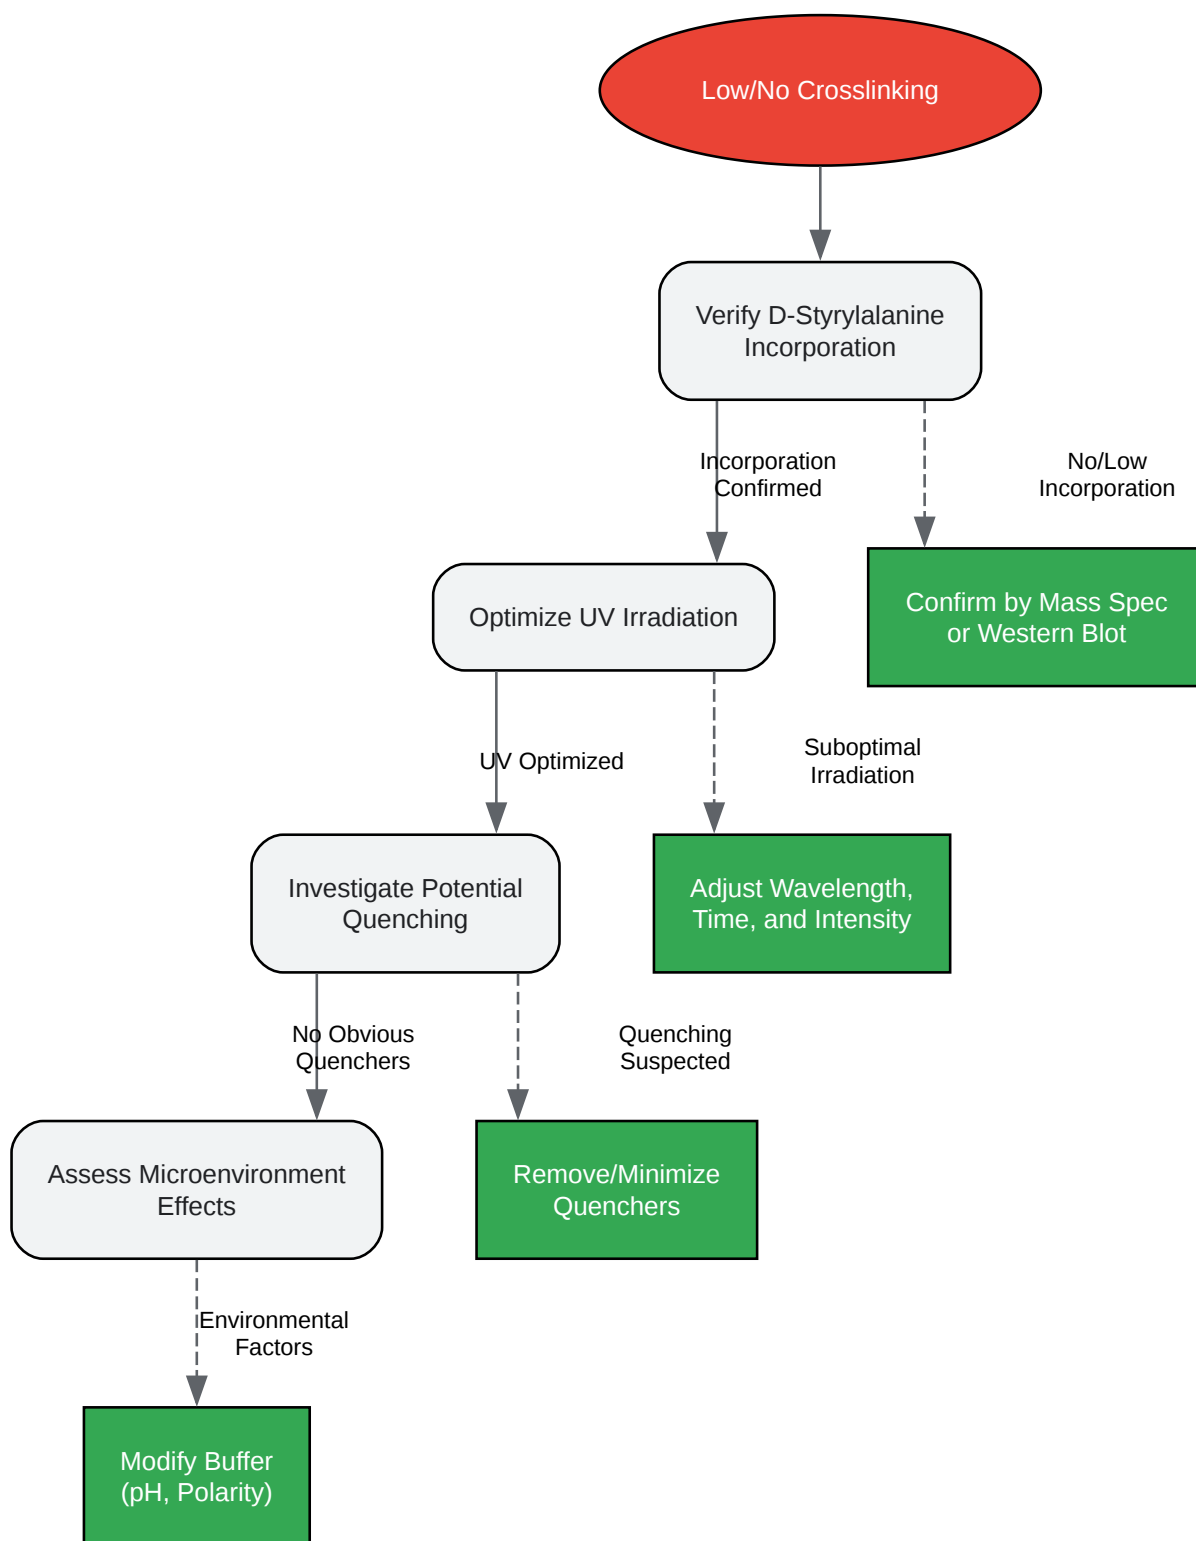 Low/No Crosslinking
Verify D-Styrylalanine
Incorporation
Incorporation
Confirmed
No/Low
Incorporation
Optimize UV Irradiation
Confirm by Mass Spec
or Western Blot
UV Optimized
Suboptimal
Irradiation
Investigate Potential
Quenching
Adjust Wavelength,
Time, and Intensity
No Obvious
Quenchers
Quenching
Suspected
Assess Microenvironment
Effects
Remove/Minimize
Quenchers
Environmental
Factors
Modify Buffer
(pH, Polarity)